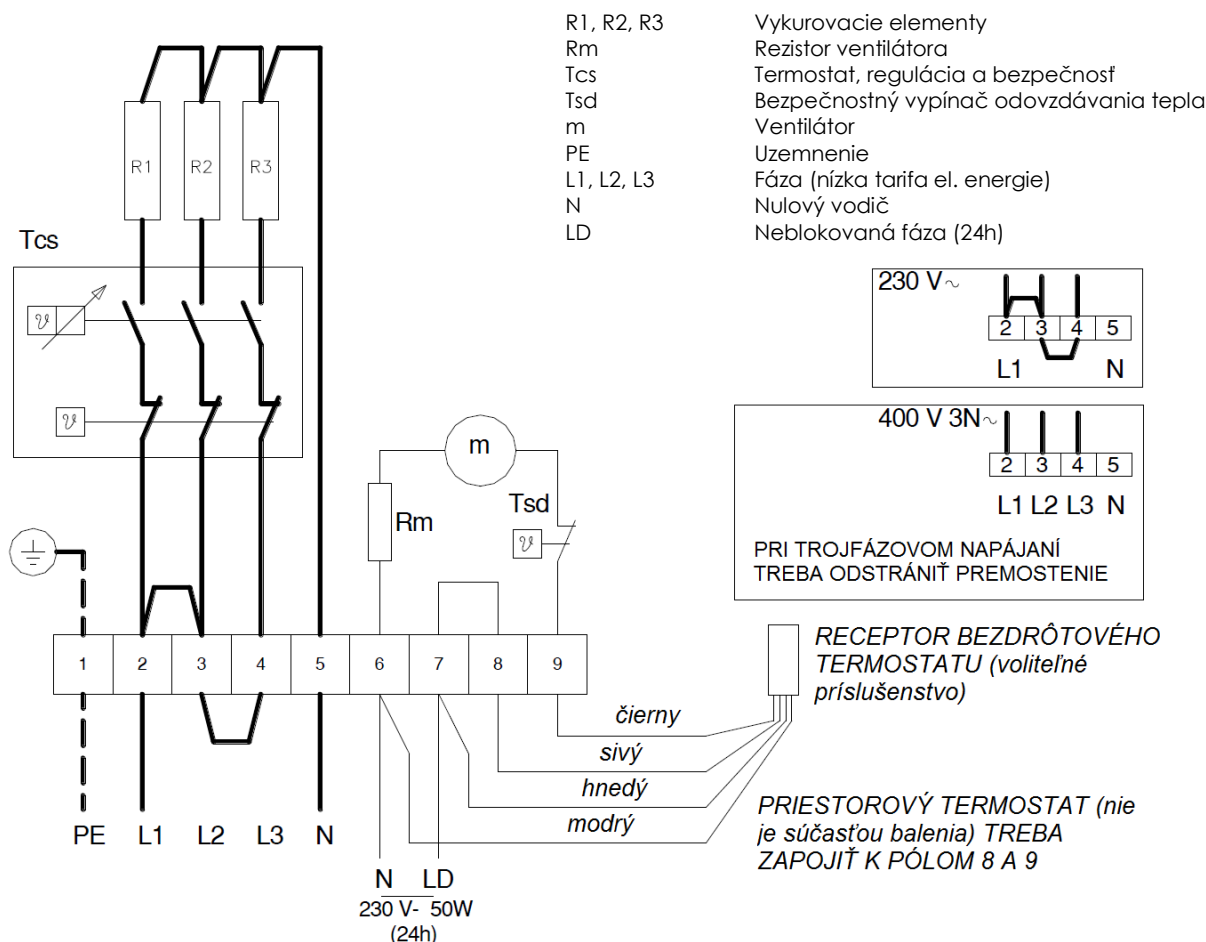 R1, R2, R3 Vykurovacie elementy
Rm Rezistor ventilátora
Tcs Termostat, regulácia a bezpečnosť
Tsd Bezpečnostný vypínač odovzdávania tepla
m Ventilátor
PE Uzemnenie
L1, L2, L3 Fáza (nízka tarifa el. energie)
N Nulový vodič
LD Neblokovaná fáza (24h)
R1 R2 R3
Tcs
ϑ
ϑ
230 V~
2 3 4 5
L1 N
400 V 3N~
2 3 4 5
L1 L2 L3 N
PRI TROJFÁZOVOM NAPÁJANÍ
TREBA ODSTRÁNIŤ PREMOSTENIE
m
Rm
Tsd
ϑ
1 2 3 4 5 6 7 8 9
RECEPTOR BEZDRÔTOVÉHO
TERMOSTATU (voliteľné
príslušenstvo)
čierny
sivý
hnedý
modrý
PRIESTOROVÝ TERMOSTAT (nie
je súčasťou balenia) TREBA
ZAPOJIŤ K PÓLOM 8 A 9
PE L1 L2 L3 N
N LD
230 V- 50W
(24h)